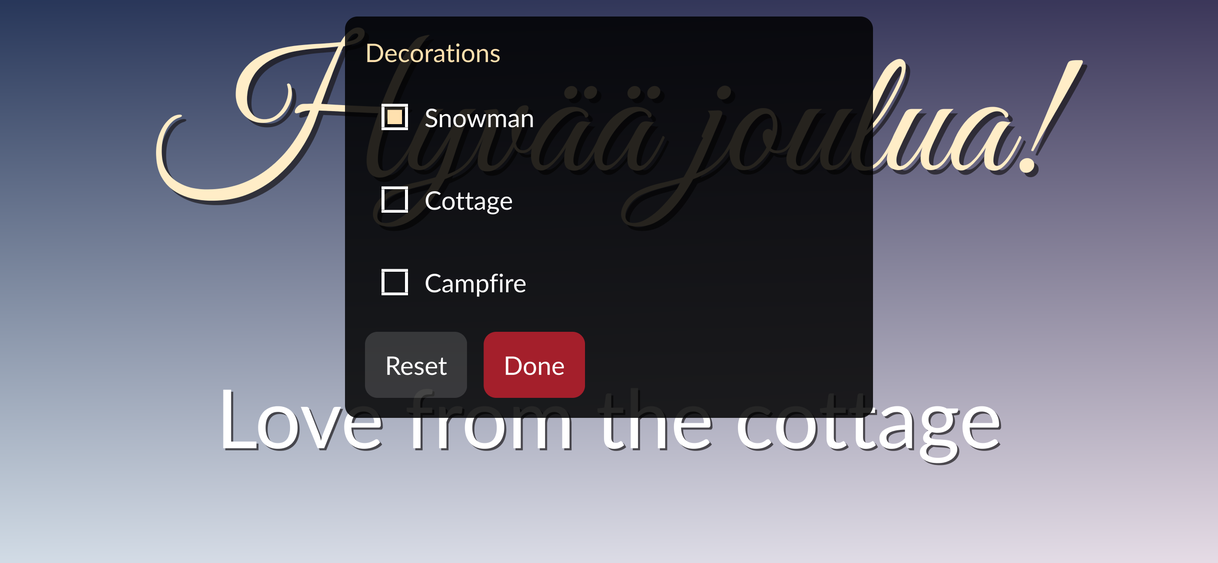 Hyvää joulua!
Decorations
Snowman
Cottage
Campfire
Reset
Done
Love from the cottage